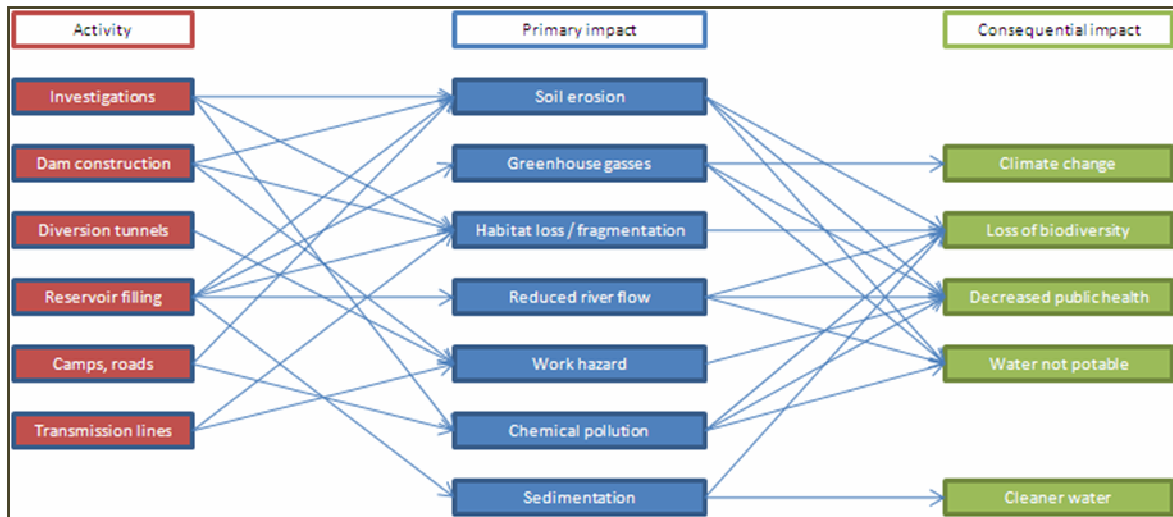 Activity
Primary impact
Consequential impact
Investigations
Soil erosion
Dam construction
Greenhouse gasses
Climate change
Diversion tunnels
Habitat loss / fragmentation
Loss of biodiversity
Reservoir filling
Reduced river flow
Decreased public health
Camps, roads
Work hazard
Water not potable
Transmission lines
Chemical pollution
Sedimentation
Cleaner water